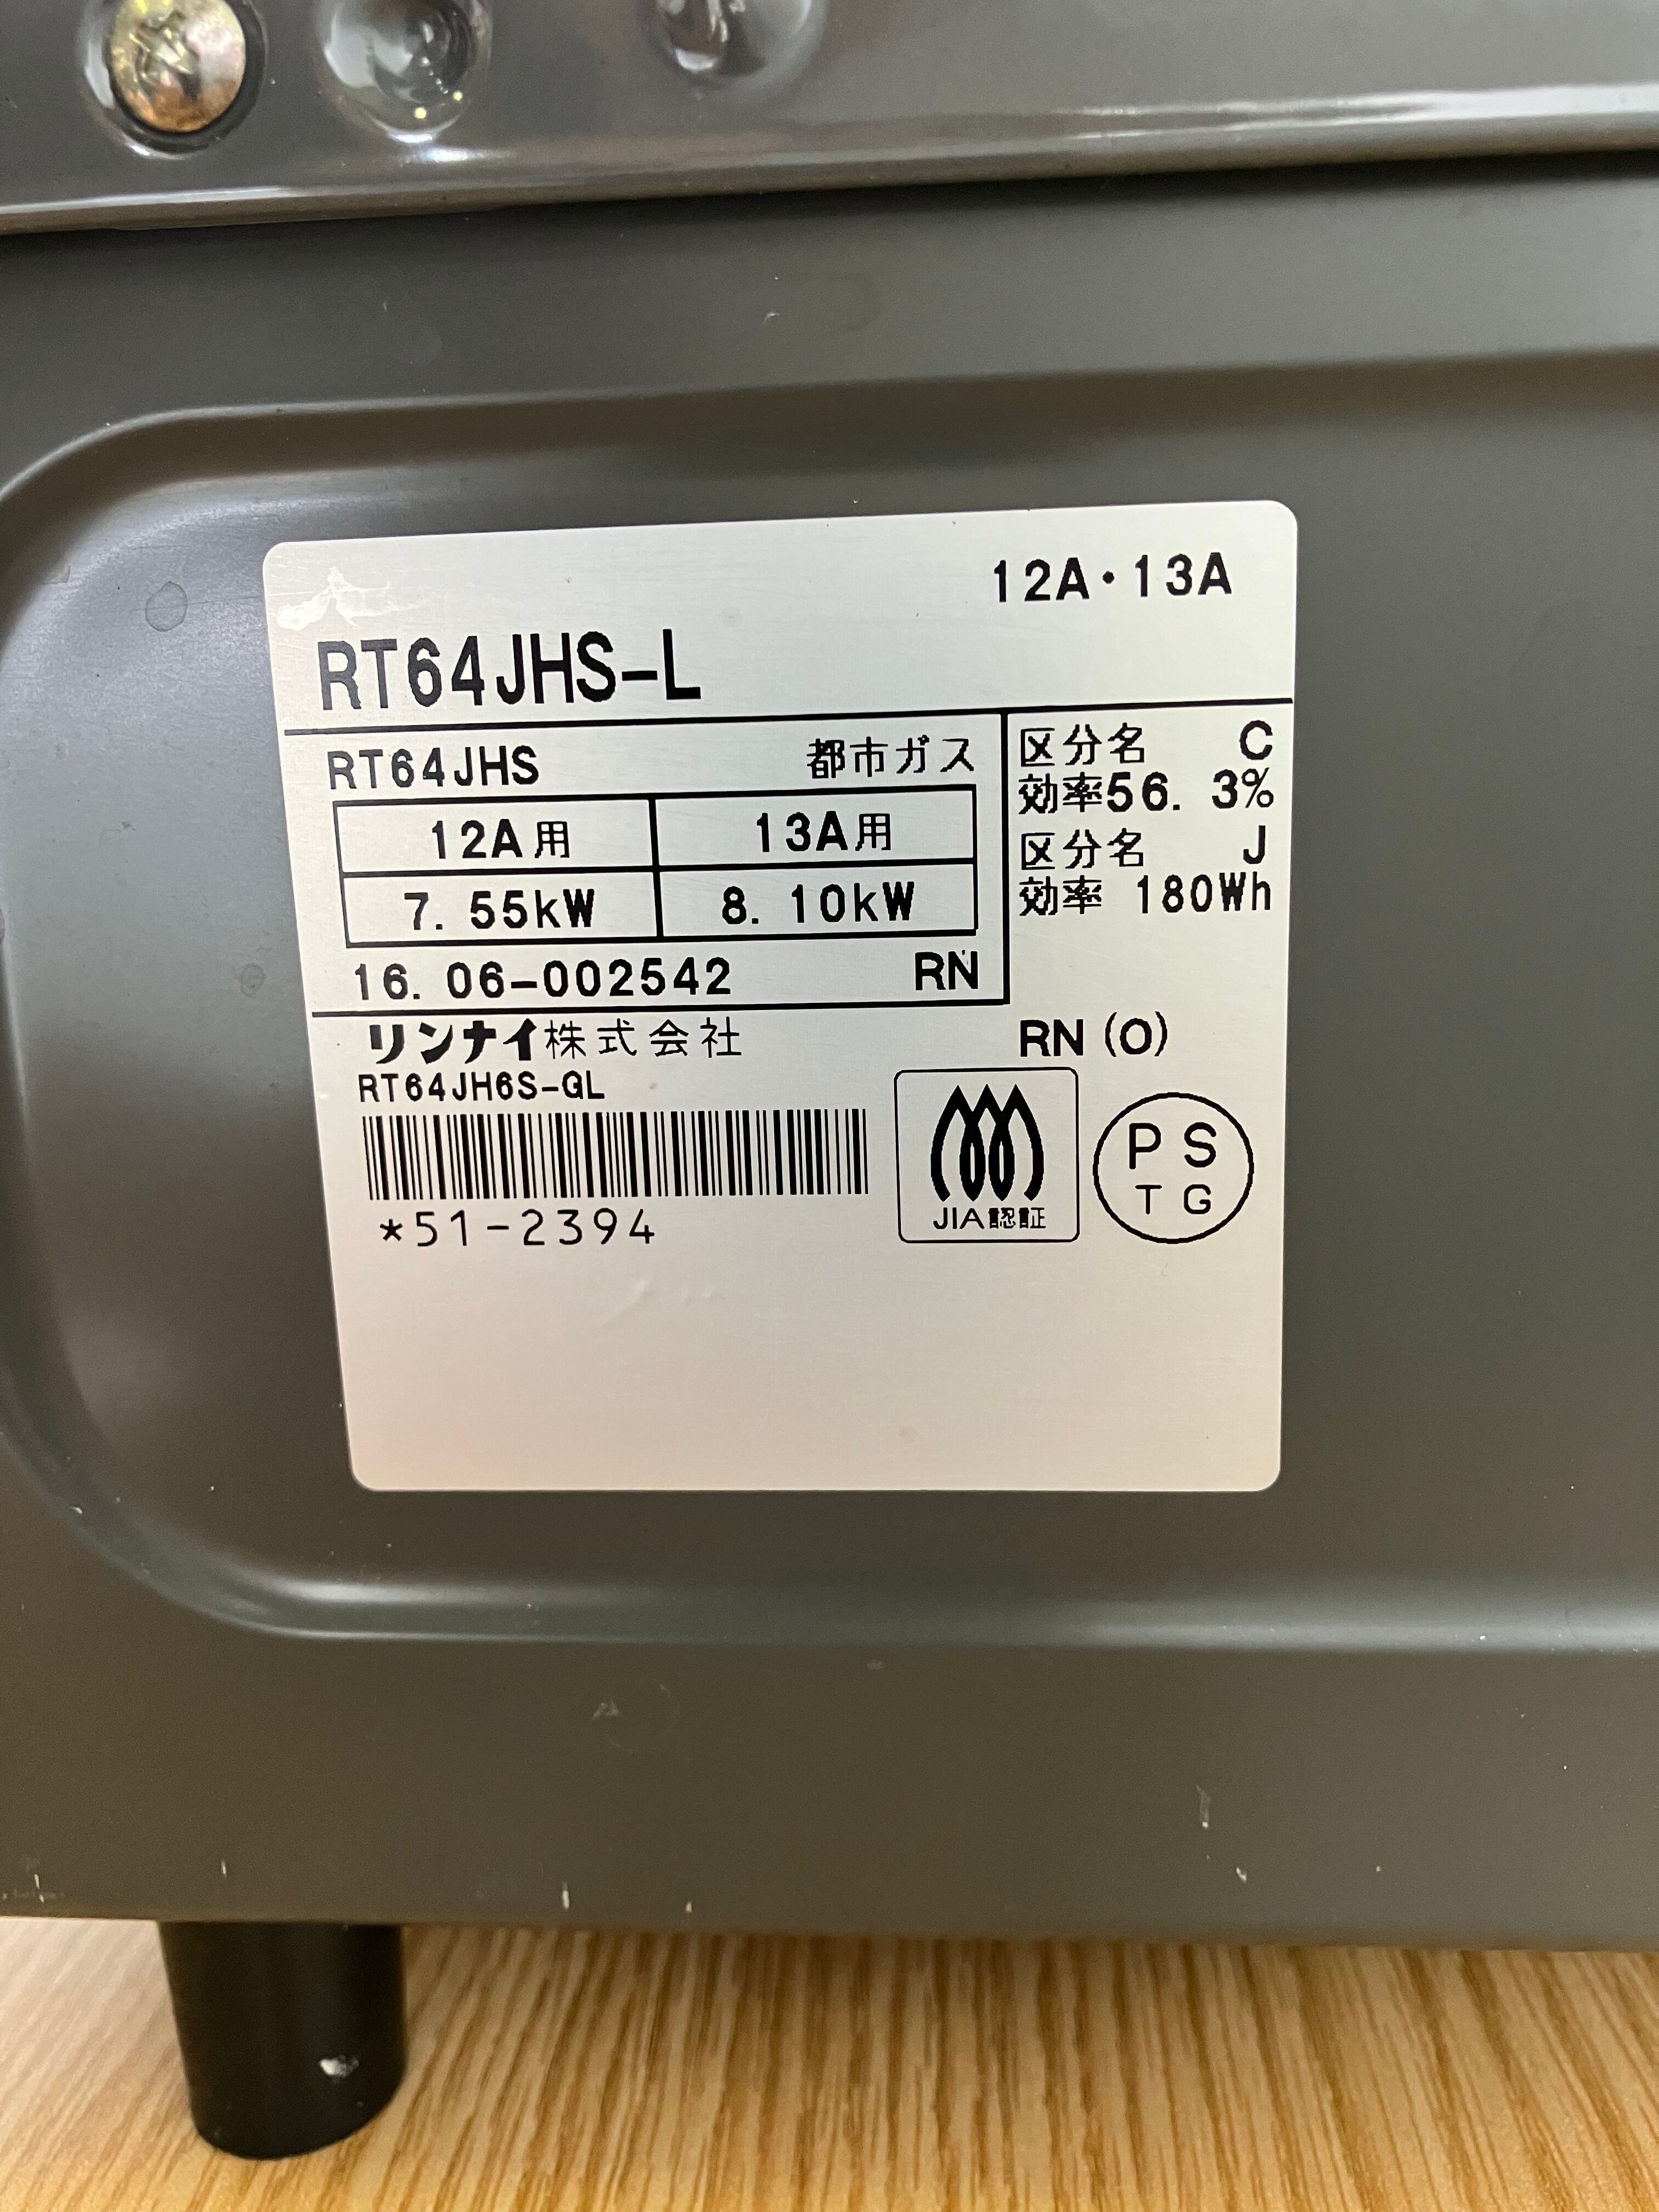 12A・13A
RT64JHS-L
RT64JHS 都市ガス
12A用 13A用
7.55kW 8.10kW
16.06-002542 RN
区分名 C
効率56.3%
区分名 J
効率 180Wh
リンナイ株式会社
RT64JH6S-GL
*51-2394
RN(O)
JIA認証
PS
TG